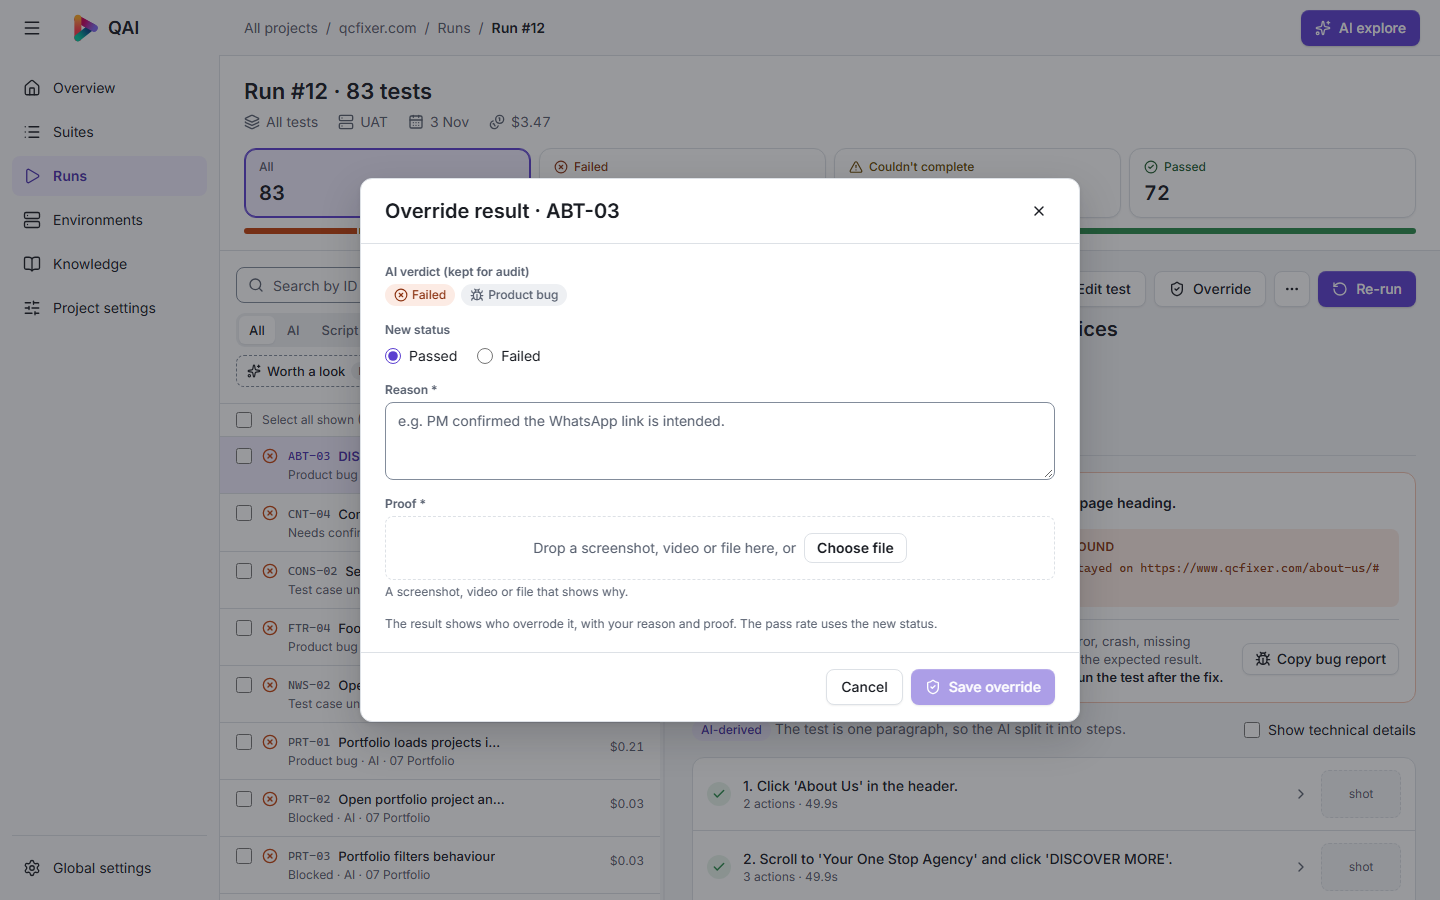 QAI
All projects / qcfixer.com / Runs / Run #12
AI explore
Overview
Suites
Runs
Environments
Knowledge
Project settings
Global settings
Run #12 · 83 tests
All tests UAT 3 Nov $3.47
All
83
Failed
Couldn't complete
Passed
72
Search by ID
All AI Script
Worth a look
Select all shown
ABT-03 DIS
Product bug
CNT-04 Cor
Needs confir
CONS-02 Se
Test case un
FTR-04 Foo
Product bug
NWS-02 Ope
Test case un
PRT-01 Portfolio loads projects i...
Product bug · AI · 07 Portfolio
$0.21
PRT-02 Open portfolio project an...
Blocked · AI · 07 Portfolio
$0.03
PRT-03 Portfolio filters behaviour
Blocked · AI · 07 Portfolio
$0.03
Override result · ABT-03
AI verdict (kept for audit)
Failed Product bug
New status
Passed Failed
Reason *
e.g. PM confirmed the WhatsApp link is intended.
Proof *
Drop a screenshot, video or file here, or Choose file
A screenshot, video or file that shows why.
The result shows who overrode it, with your reason and proof. The pass rate uses the new status.
Cancel Save override
Edit test Override ... Re-run
ices
page heading.
OUND
tayed on https://www.qcfixer.com/about-us/#
ror, crash, missing
the expected result.
un the test after the fix.
Copy bug report
AI-derived The test is one paragraph, so the AI split it into steps.
Show technical details
1. Click 'About Us' in the header.
2 actions · 49.9s
shot
2. Scroll to 'Your One Stop Agency' and click 'DISCOVER MORE'.
3 actions · 49.9s
shot